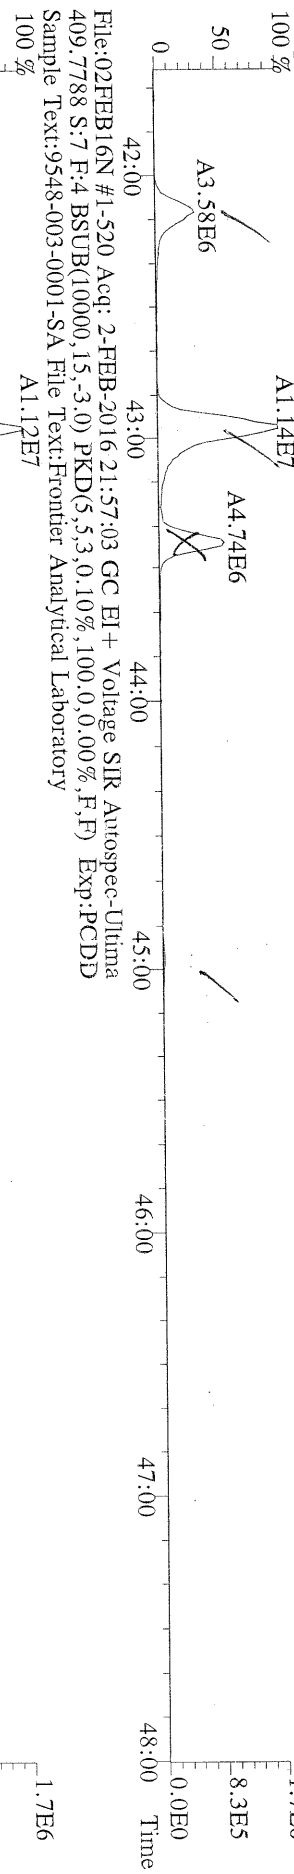 100 %
A1.14E7
1.7E6
A3.58E6
A4.74E6
50
8.3E5
0
0.0E0
42:00 43:00 44:00 45:00 46:00 47:00 48:00 Time
File:02FEB16N #1-520 Acq: 2-FEB-2016 21:57:03 GC EI+ Voltage SIR Autospec-Ultima
409.7788 S:7 F:4 BSUB(10000,15,-3.0) PKD(5,5,3,0.10%,100.0,0.00%,F,F) Exp:PCDD
Sample Text:9548-003-0001-SA File Text:Frontier Analytical Laboratory
100 %
A1.12E7
1.7E6